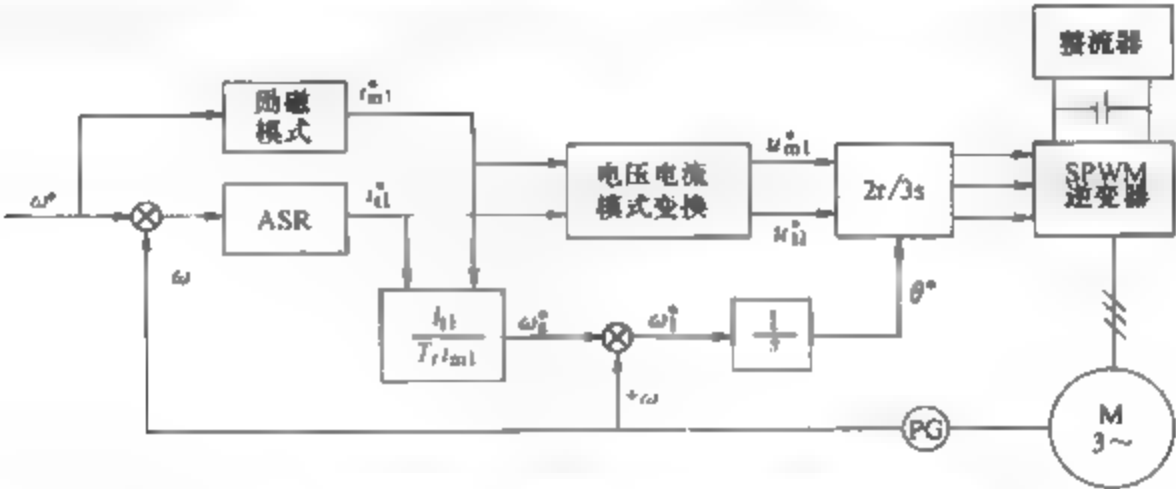 整流器
励磁
模式
i*m1
ω*
ASR
i*t1
ω
电压电流
模式变换
u*m1
u*t1
2r/3s
SPWM
逆变器
ω*s
ω*1
θ*
+ω
PG
M
3～